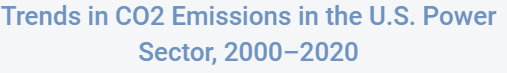 Trends in CO2 Emissions in the U.S. Power
Sector, 2000–2020